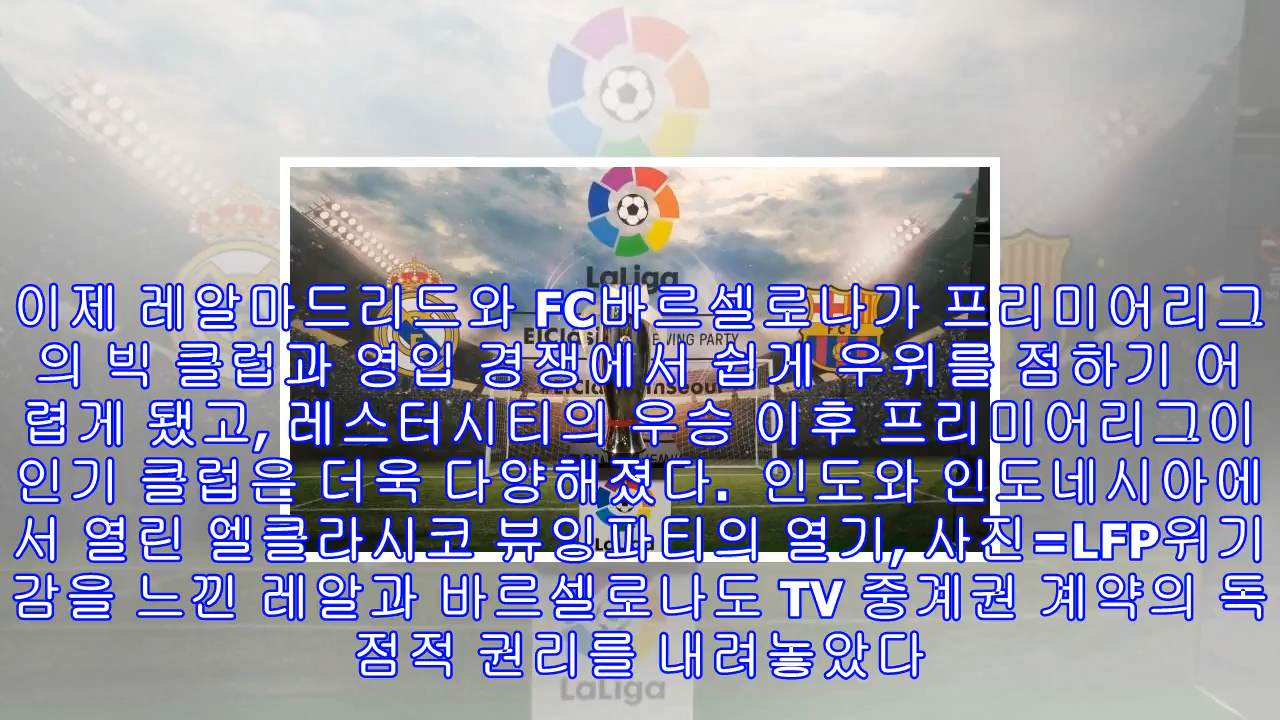 LaLiga
이제 레알마드리드와 FC바르셀로나가 프리미어리그
의 빅 클럽과 영입 경쟁에서 쉽게 우위를 점하기 어
렵게 됐고, 레스터시티의 우승 이후 프리미어리그이
인기 클럽은 더욱 다양해졌다. 인도와 인도네시아에
서 열린 엘클라시코 뷰잉파티의 열기, 사진=LFP위기
감을 느낀 레알과 바르셀로나도 TV 중계권 계약의 독
점적 권리를 내려놓았다
FCB
PARTY
LaLiga
LaLiga